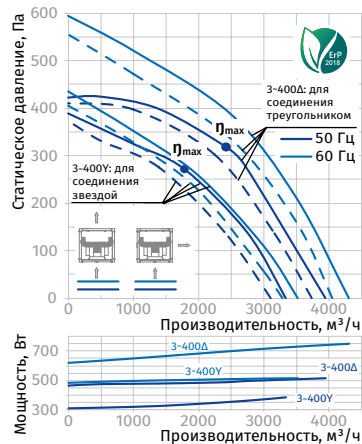 Статическое давление, Па
600
500
400
300
200
100
0
ErP
2018
3-400Δ: для
соединения
треугольником
ηmax
50 Гц
60 Гц
ηmax
3-400Y: для
соединения
звездой
0 1000 2000 3000 4000
Производительность, м³/ч
Мощность, Вт
700
500
300
3-400Δ
3-400Y
3-400Δ
3-400Y
0 1000 2000 3000 4000
Производительность, м³/ч